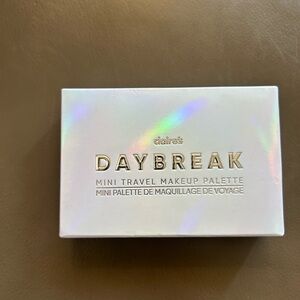 claire's
DAYBREAK
MINI TRAVEL MAKEUP PALETTE
MINI PALETTE DE MAQUILLAGE DE VOYAGE